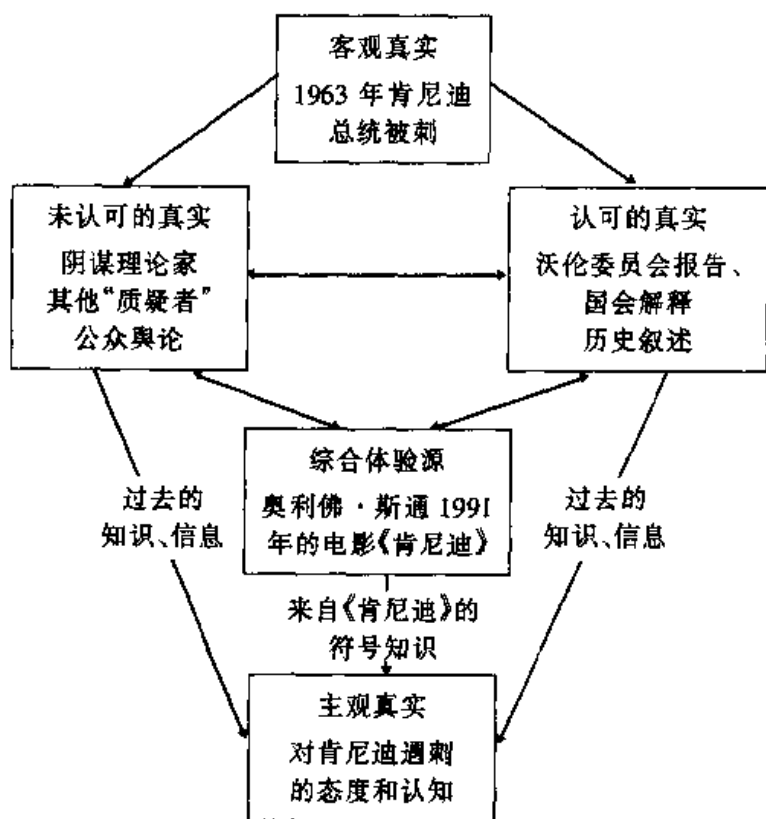 客观真实
1963 年肯尼迪
总统被刺
未认可的真实
阴谋理论家
其他“质疑者”
公众舆论
认可的真实
沃伦委员会报告、
国会解释
历史叙述
综合体验源
奥利佛·斯通 1991
年的电影《肯尼迪》
过去的
知识、信息
过去的
知识、信息
来自《肯尼迪》的
符号知识
主观真实
对肯尼迪遇刺
的态度和认知